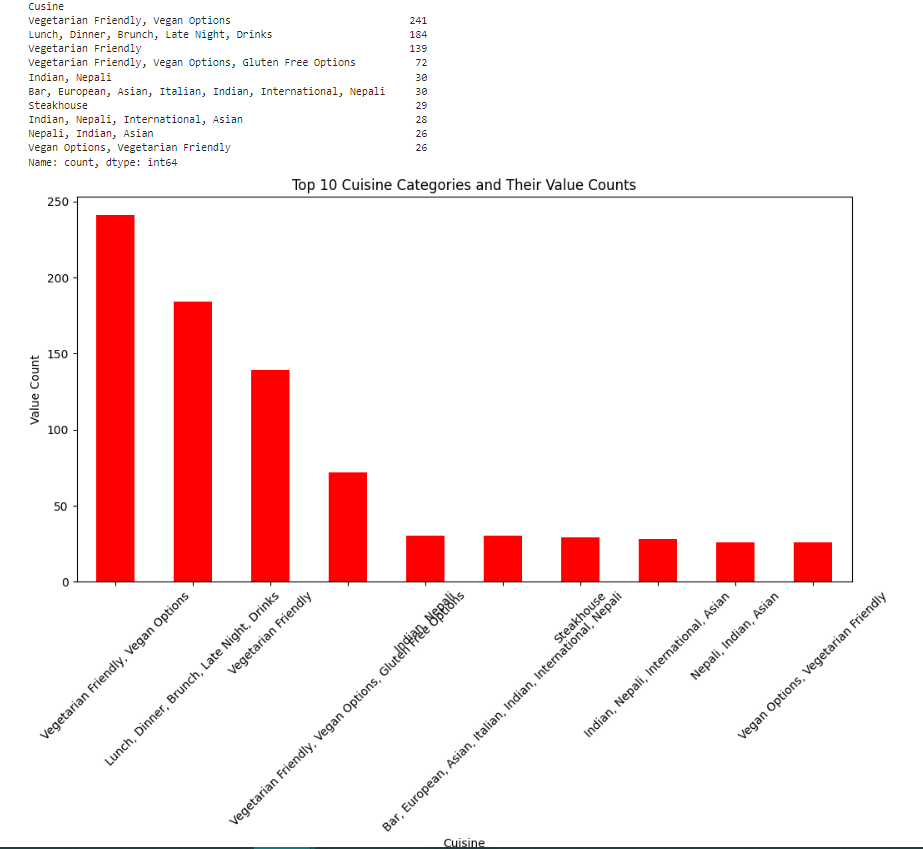 Cusine
Vegetarian Friendly, Vegan Options 241
Lunch, Dinner, Brunch, Late Night, Drinks 184
Vegetarian Friendly 139
Vegetarian Friendly, Vegan Options, Gluten Free Options 72
Indian, Nepali 30
Bar, European, Asian, Italian, Indian, International, Nepali 30
Steakhouse 29
Indian, Nepali, International, Asian 28
Nepali, Indian, Asian 26
Vegan Options, Vegetarian Friendly 26
Name: count, dtype: int64
Top 10 Cuisine Categories and Their Value Counts
250
200
150
100
50
0
Value Count
Vegetarian Friendly, Vegan Options
Lunch, Dinner, Brunch, Late Night, Drinks
Vegetarian Friendly
Vegetarian Friendly, Vegan Options, Gluten Free Options
Indian, Nepali
Bar, European, Asian, Italian, Indian, International, Nepali
Steakhouse
Indian, Nepali, International, Asian
Nepali, Indian, Asian
Vegan Options, Vegetarian Friendly
Cuisine